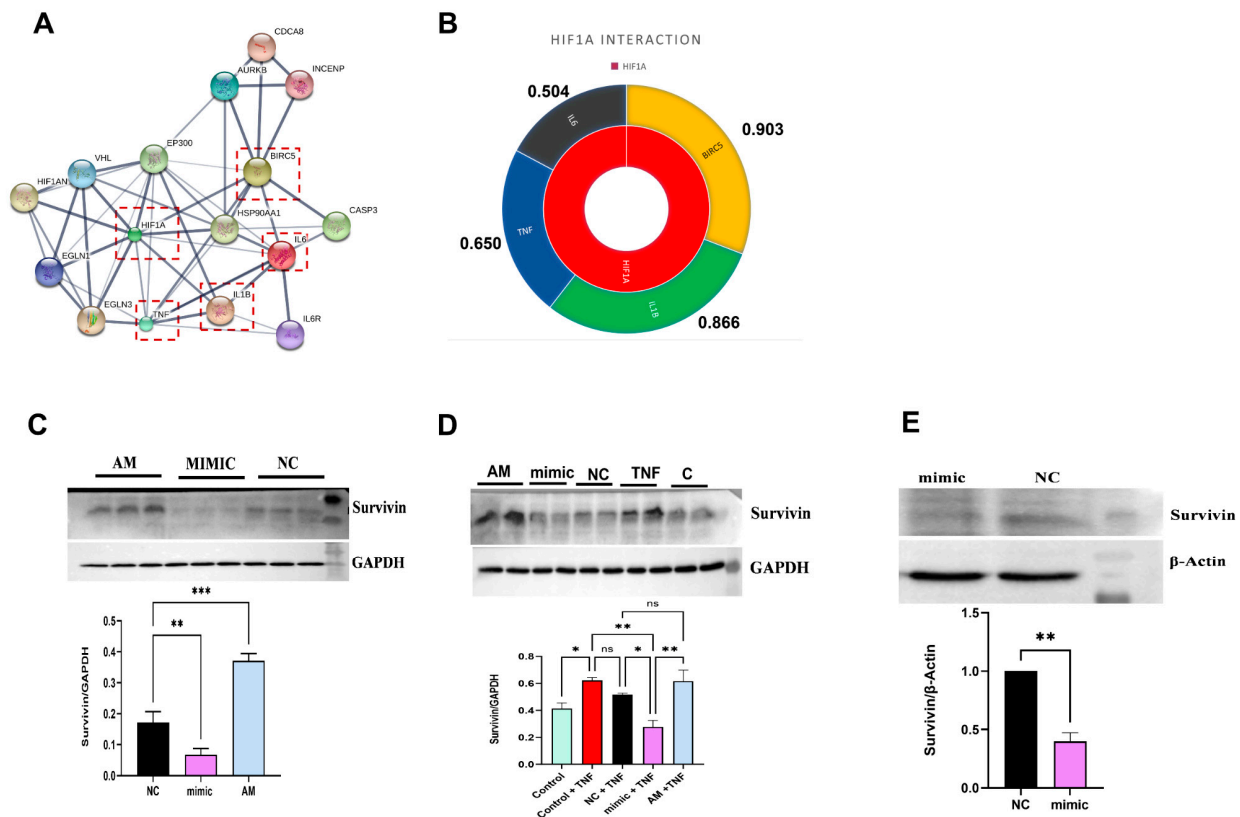 A
CDCA8
AURKB
INCENP
EP300
VHL
BIRC5
HIF1AN
HSP90AA1
CASP3
HIF1A
IL6
EGLN1
IL1B
EGLN3
TNF
IL6R
B
HIF1A INTERACTION
HIF1A
0.504
IL6
BIRC5
0.903
TNF
0.650
HIF1A
IL1B
0.866
C
AM MIMIC NC
Survivin
GAPDH
***
**
Survivin/GAPDH
0.5
0.4
0.3
0.2
0.1
0.0
NC mimic AM
D
AM mimic NC TNF C
Survivin
GAPDH
ns
**
* ns * **
Survivin/GAPDH
0.8
0.6
0.4
0.2
0.0
Control
Control + TNF
NC + TNF
mimic + TNF
AM +TNF
E
mimic NC
Survivin
β-Actin
**
Survivin/β-Actin
1.5
1.0
0.5
0.0
NC mimic